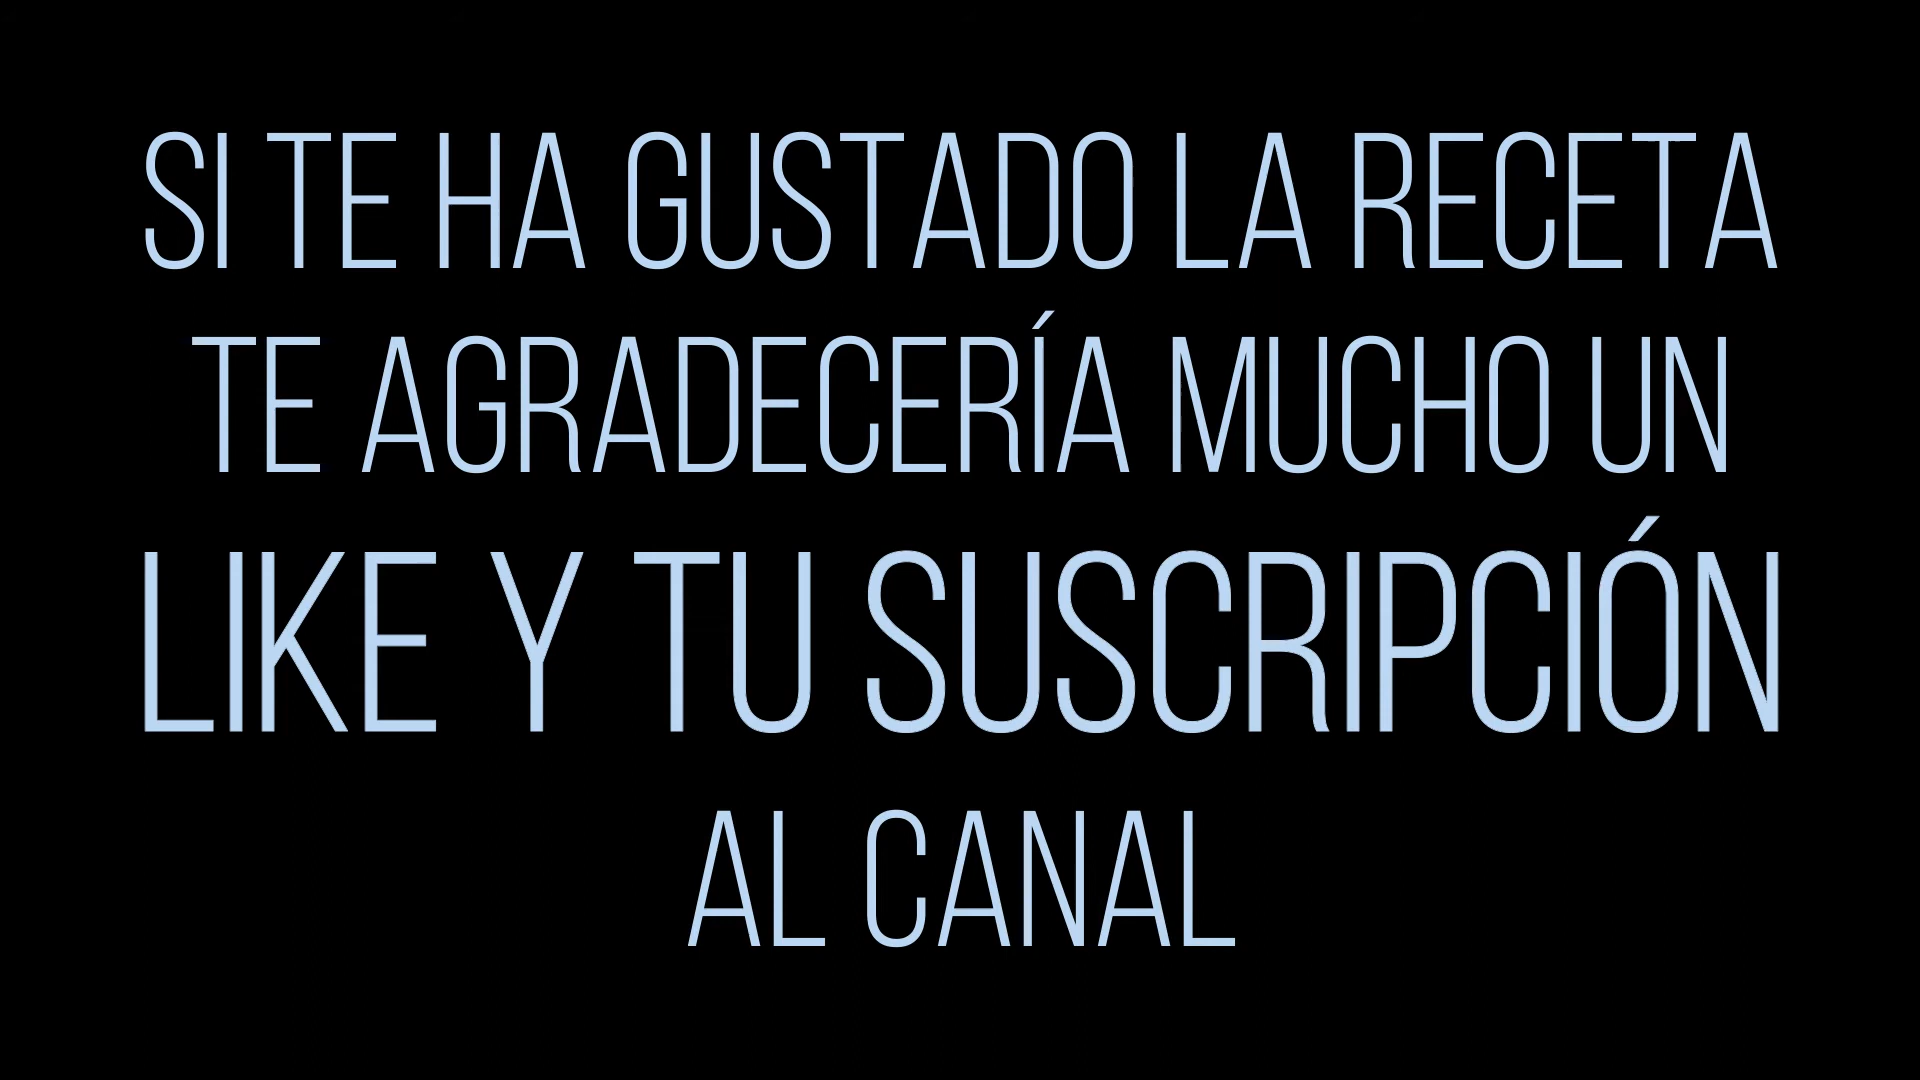 SI TE HA GUSTADO LA RECETA
TE AGRADECERÍA MUCHO UN
LIKE Y TU SUSCRIPCIÓN
AL CANAL